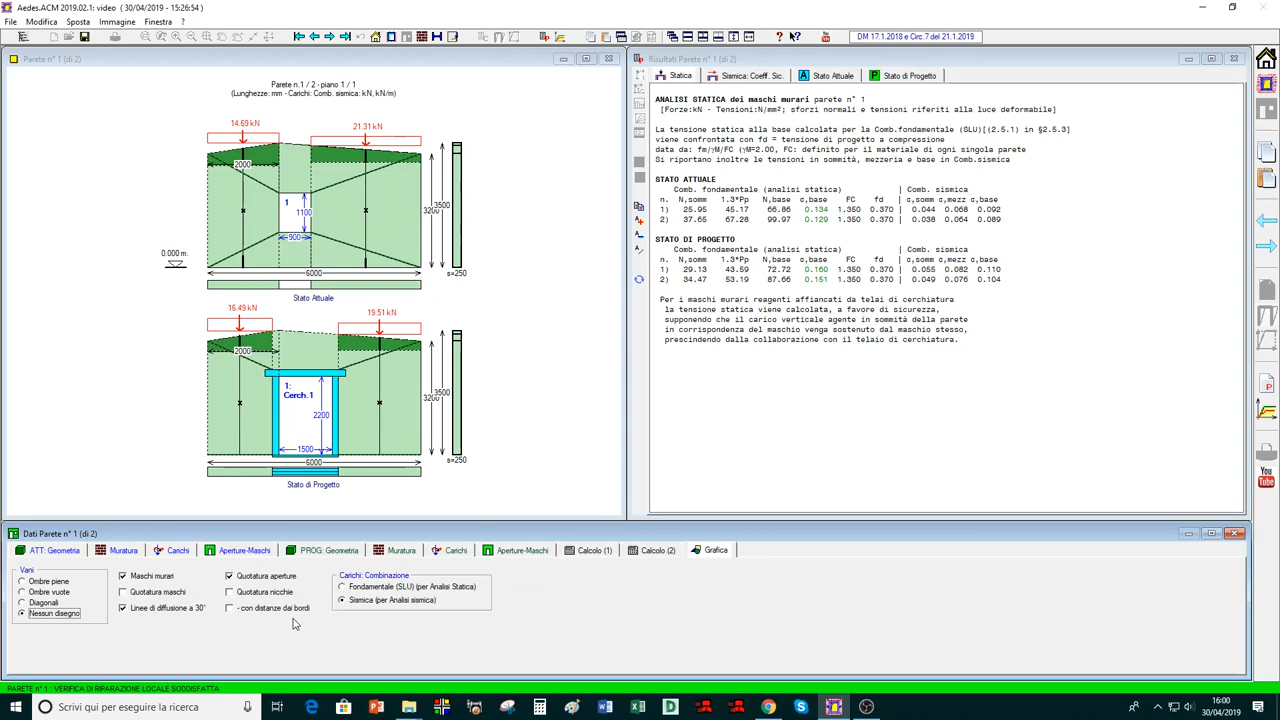 Aedes.ACM 2019.02.1: video ( 30/04/2019 - 15:26:54)
File Modifica Sposta Immagine Finestra
DM 17.1.2018 e Circ.7 del 21.1.2019
Parete n° 1 (di 2)
Parete n.1 / 2 - piano 1 / 1
(Lunghezze: mm - Carichi: Comb. sismica: kN, kN/m)
14.69 kN
21.31 kN
2000
1
1100
900
3200
3500
0.000 m.
6000
s=250
Stato Attuale
16.49 kN
19.51 kN
2000
1:
Cerch.1
2200
3200
3500
1500
6000
s=250
Stato di Progetto
Risultati Parete n° 1 (di 2)
Statica Sismica: Coeff. Sic. A Stato Attuale P Stato di Progetto
ANALISI STATICA dei maschi murari parete n° 1
[Forze:kN - Tensioni:N/mm²; sforzi normali e tensioni riferiti alla luce deformabile]
La tensione statica alla base calcolata per la Comb.fondamentale (SLU)[(2.5.1) in §2.5.3]
viene confrontata con fd = tensione di progetto a compressione
data da: fm/γM/FC (γM=2.00, FC: definito per il materiale di ogni singola parete
Si riportano inoltre le tensioni in sommità, mezzeria e base in Comb.sismica
STATO ATTUALE
Comb. fondamentale (analisi statica) | Comb. sismica
n. N,somm 1.3*Pp N,base σ,base FC fd | σ,somm σ,mezz σ,base
1) 25.95 45.17 66.86 0.134 1.350 0.370 | 0.044 0.068 0.092
2) 37.65 67.28 99.97 0.129 1.350 0.370 | 0.038 0.064 0.089
STATO DI PROGETTO
Comb. fondamentale (analisi statica) | Comb. sismica
n. N,somm 1.3*Pp N,base σ,base FC fd | σ,somm σ,mezz σ,base
1) 29.13 43.59 72.72 0.160 1.350 0.370 | 0.055 0.082 0.110
2) 34.47 53.19 87.66 0.151 1.350 0.370 | 0.049 0.076 0.104
Per i maschi murari reagenti affiancati da telai di cerchiatura
la tensione statica viene calcolata, a favore di sicurezza,
supponendo che il carico verticale agente in sommità della parete
in corrispondenza del maschio venga sostenuto dal maschio stesso,
prescindendo dalla collaborazione con il telaio di cerchiatura.
You
Tube
Dati Parete n° 1 (di 2)
ATT: Geometria Muratura Carichi Aperture-Maschi PROG: Geometria Muratura Carichi Aperture-Maschi Calcolo (1) Calcolo (2) Grafica
Vani
Ombre piene
Ombre vuote
Diagonali
Nessun disegno
Maschi murari
Quotatura maschi
Linee di diffusione a 30°
Quotatura aperture
Quotatura nicchie
- con distanze dai bordi
Carichi: Combinazione
Fondamentale (SLU) (per Analisi Statica)
Sismica (per Analisi sismica)
PARETE n° 1 : VERIFICA DI RIPARAZIONE LOCALE SODDISFATTA
Scrivi qui per eseguire la ricerca
16:00
30/04/2019